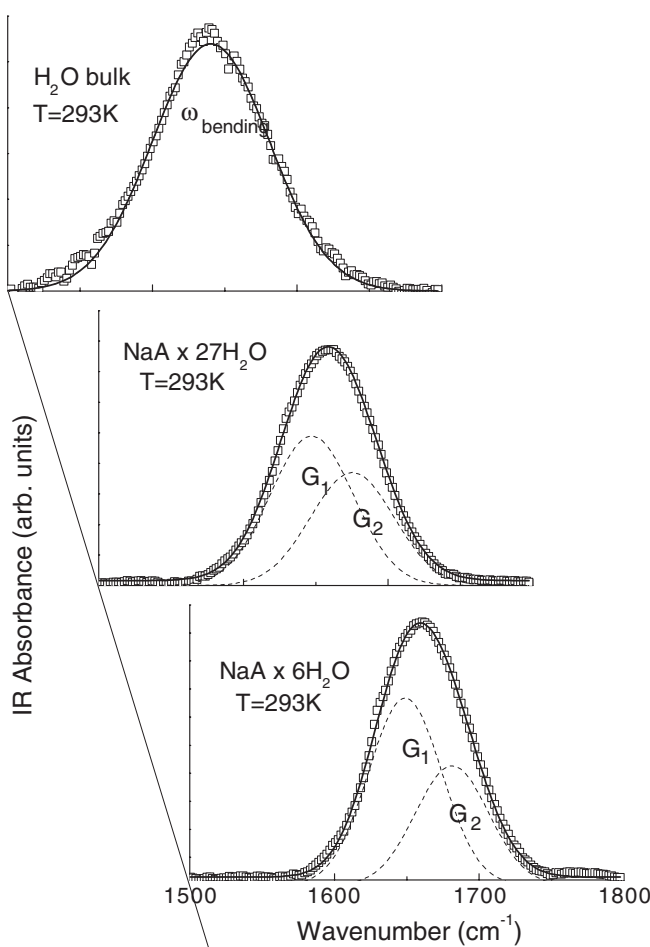 H₂O bulk
T=293K
ω bending
NaA x 27H₂O
T=293K
G₁
G₂
IR Absorbance (arb. units)
NaA x 6H₂O
T=293K
G₁
G₂
1500 1600 1700 1800
Wavenumber (cm⁻¹)